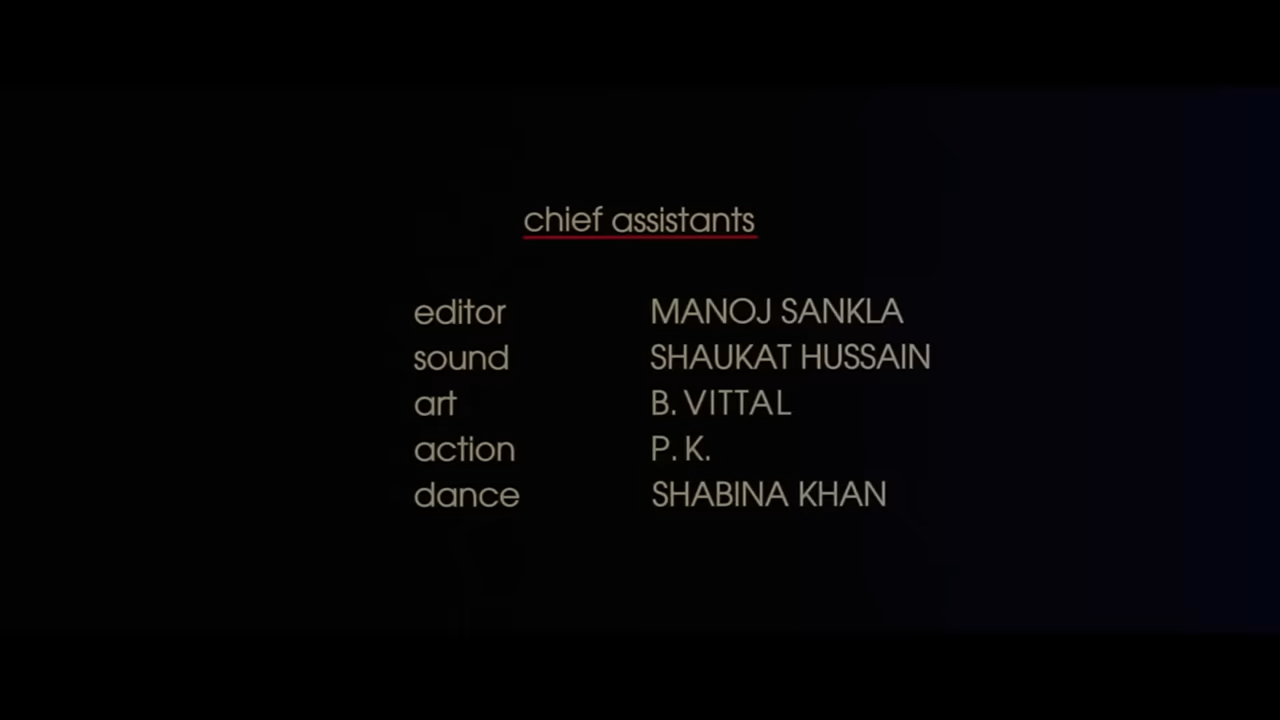 chief assistants
editor MANOJ SANKLA
sound SHAUKAT HUSSAIN
art B. VITTAL
action P. K.
dance SHABINA KHAN